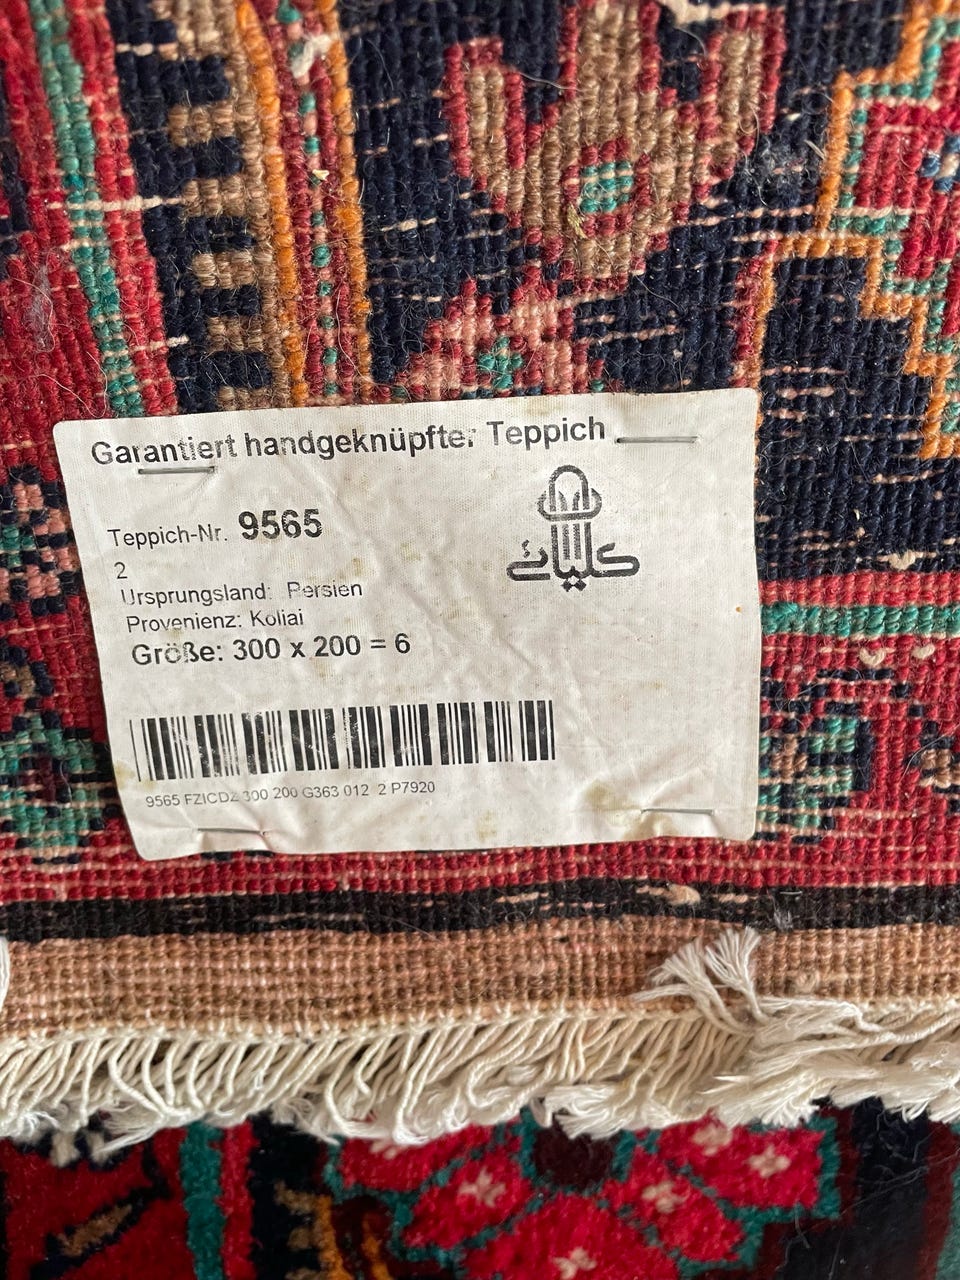 Garantiert handgeknüpfter Teppich
Teppich-Nr. 9565
2
Ursprungsland: Persien
Provenienz: Koliai
Größe: 300 x 200 = 6
كليائى
9565 FZICDZ 300 200 G363 012 2 P7920